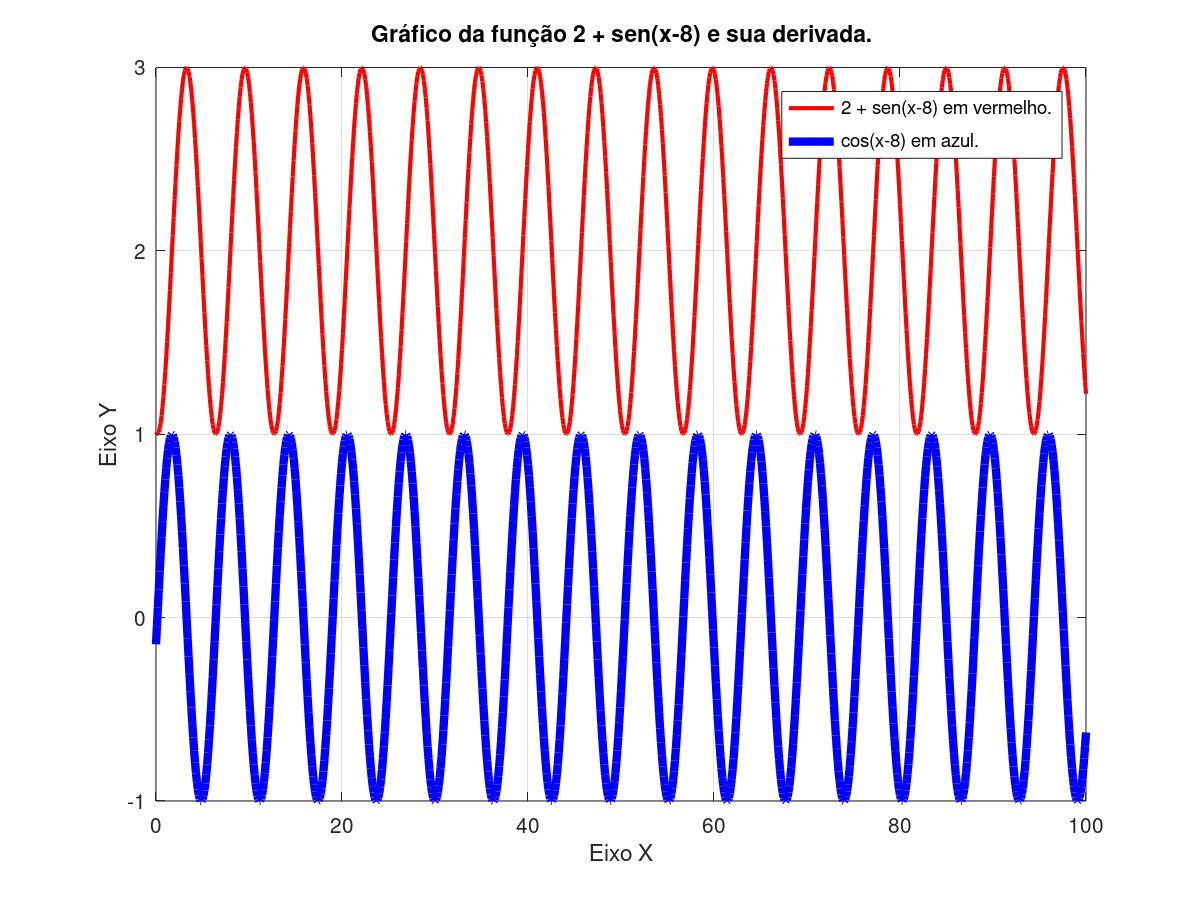 Gráfico da função 2 + sen(x-8) e sua derivada.
3
2 + sen(x-8) em vermelho.
cos(x-8) em azul.
2
1
Eixo Y
0
-1
0 20 40 60 80 100
Eixo X